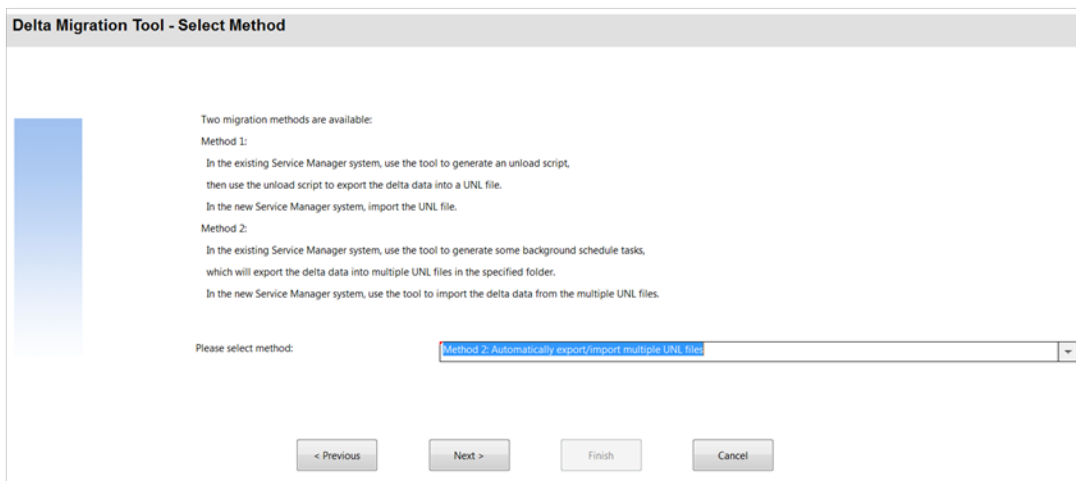 Delta Migration Tool - Select Method
Two migration methods are available:
Method 1:
In the existing Service Manager system, use the tool to generate an unload script,
then use the unload script to export the delta data into a UNL file.
In the new Service Manager system, import the UNL file.
Method 2:
In the existing Service Manager system, use the tool to generate some background schedule tasks,
which will export the delta data into multiple UNL files in the specified folder.
In the new Service Manager system, use the tool to import the delta data from the multiple UNL files.
Please select method: Method 2: Automatically export/import multiple UNL files
< Previous Next > Finish Cancel